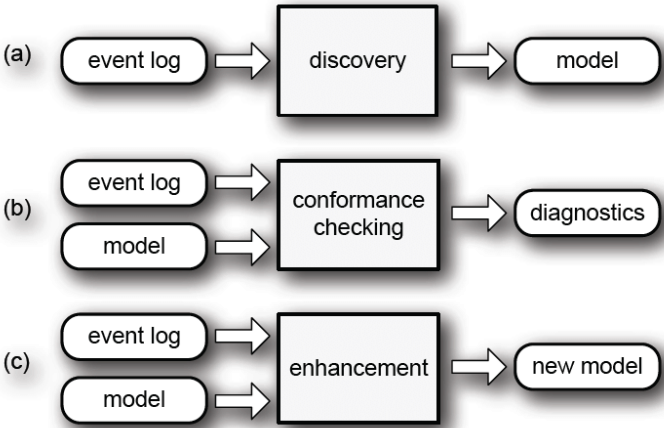 (a)
event log
discovery
model
(b)
event log
model
conformance
checking
diagnostics
(c)
event log
model
enhancement
new model